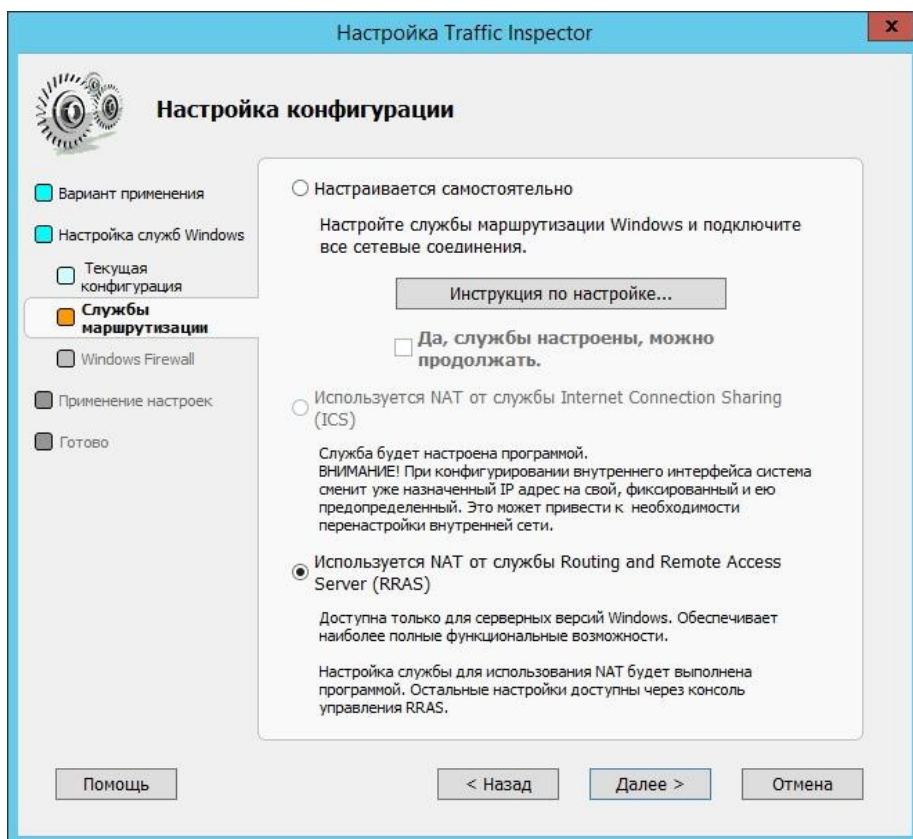 Настройка Traffic Inspector
x
Настройка конфигурации
Вариант применения
Настройка служб Windows
Текущая
конфигурация
Службы
маршрутизации
Windows Firewall
Применение настроек
Готово
Настраивается самостоятельно
Настройте службы маршрутизации Windows и подключите
все сетевые соединения.
Инструкция по настройке...
Да, службы настроены, можно
продолжать.
Используется NAT от службы Internet Connection Sharing
(ICS)
Служба будет настроена программой.
ВНИМАНИЕ! При конфигурировании внутреннего интерфейса система
сменит уже назначенный IP адрес на свой, фиксированный и ею
предопределенный. Это может привести к необходимости
перенастройки внутренней сети.
Используется NAT от службы Routing and Remote Access
Server (RRAS)
Доступна только для серверных версий Windows. Обеспечивает
наиболее полные функциональные возможности.
Настройка службы для использования NAT будет выполнена
программой. Остальные настройки доступны через консоль
управления RRAS.
Помощь
< Назад
Далее >
Отмена